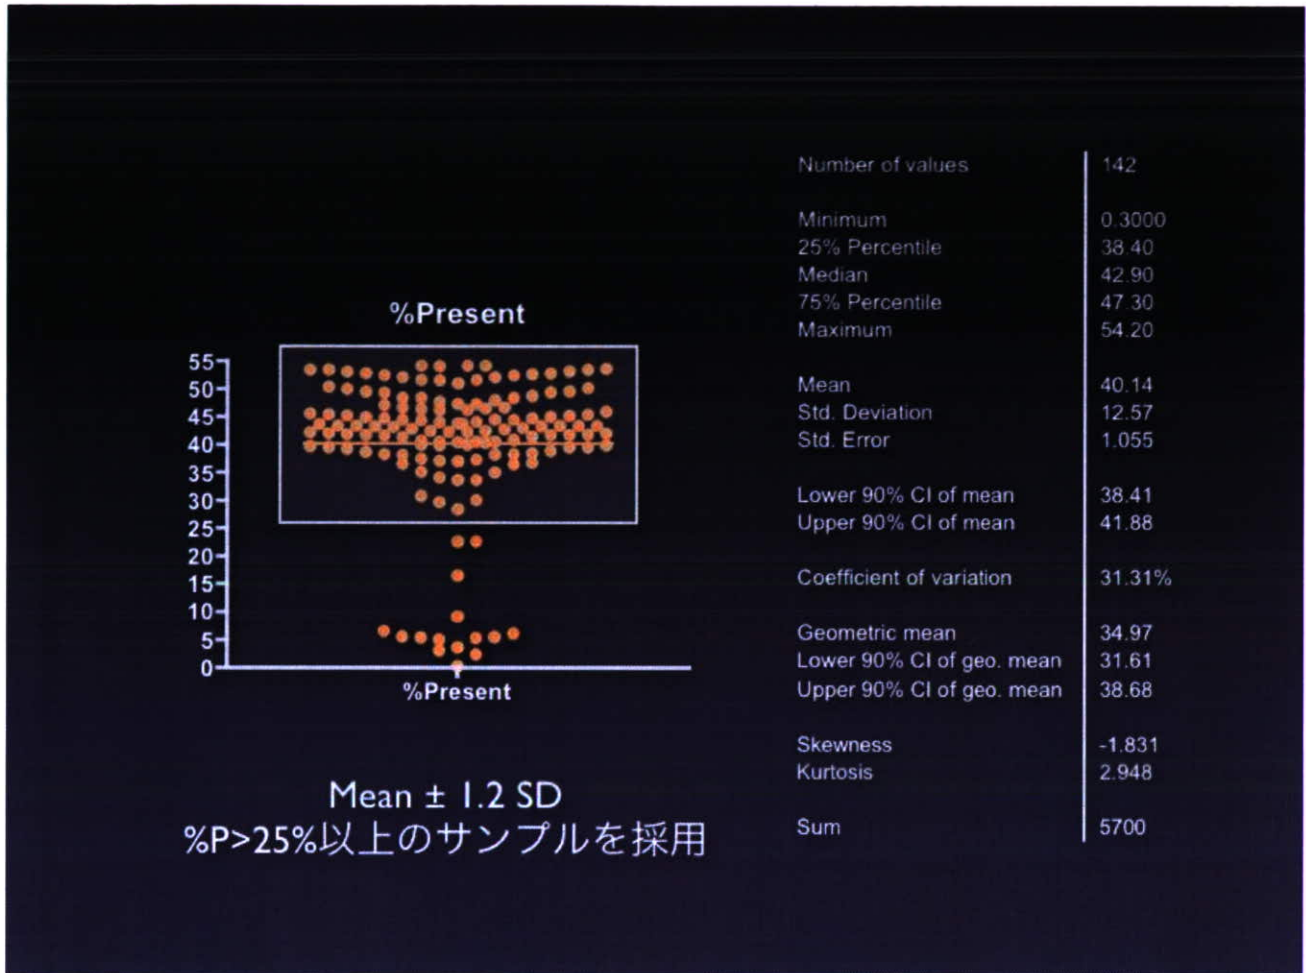 %Present
55
50
45
40
35
30
25
20
15
10
5
0
%Present
Mean ± 1.2 SD
%P>25%以上のサンプルを採用
Number of values 142
Minimum 0.3000
25% Percentile 38.40
Median 42.90
75% Percentile 47.30
Maximum 54.20
Mean 40.14
Std. Deviation 12.57
Std. Error 1.055
Lower 90% CI of mean 38.41
Upper 90% CI of mean 41.88
Coefficient of variation 31.31%
Geometric mean 34.97
Lower 90% CI of geo. mean 31.61
Upper 90% CI of geo. mean 38.68
Skewness -1.831
Kurtosis 2.948
Sum 5700